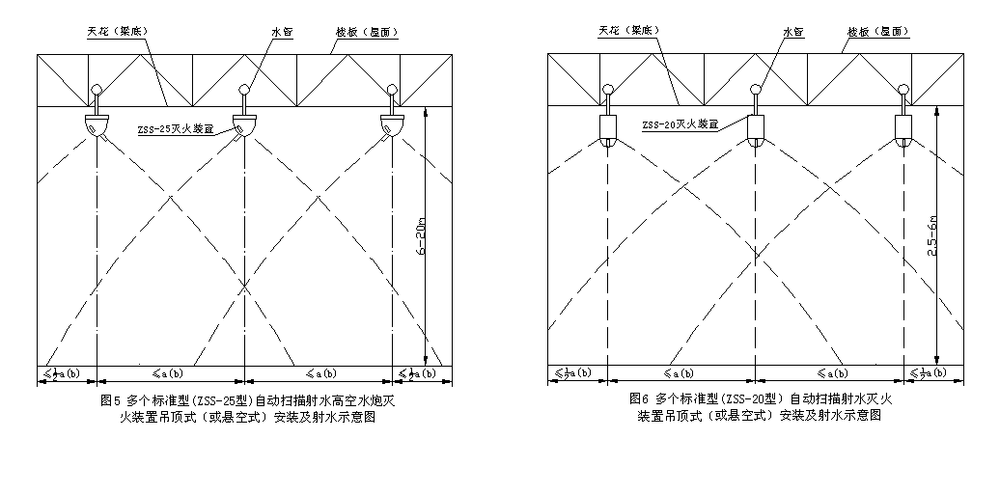 天花（梁底）
水管
楼板（屋面）
ZSS-25灭火装置
6-20m
≤½a(b)
≤a(b)
≤a(b)
≤½a(b)
图5 多个标准型(ZSS-25型)自动扫描射水高空水炮灭
火装置吊顶式（或悬空式）安装及射水示意图
天花（梁底）
水管
楼板（屋面）
ZSS-20灭火装置
2.5-6m
≤½a(b)
≤a(b)
≤a(b)
≤½a(b)
图6 多个标准型(ZSS-20型）自动扫描射水灭火
装置吊顶式（或悬空式）安装及射水示意图